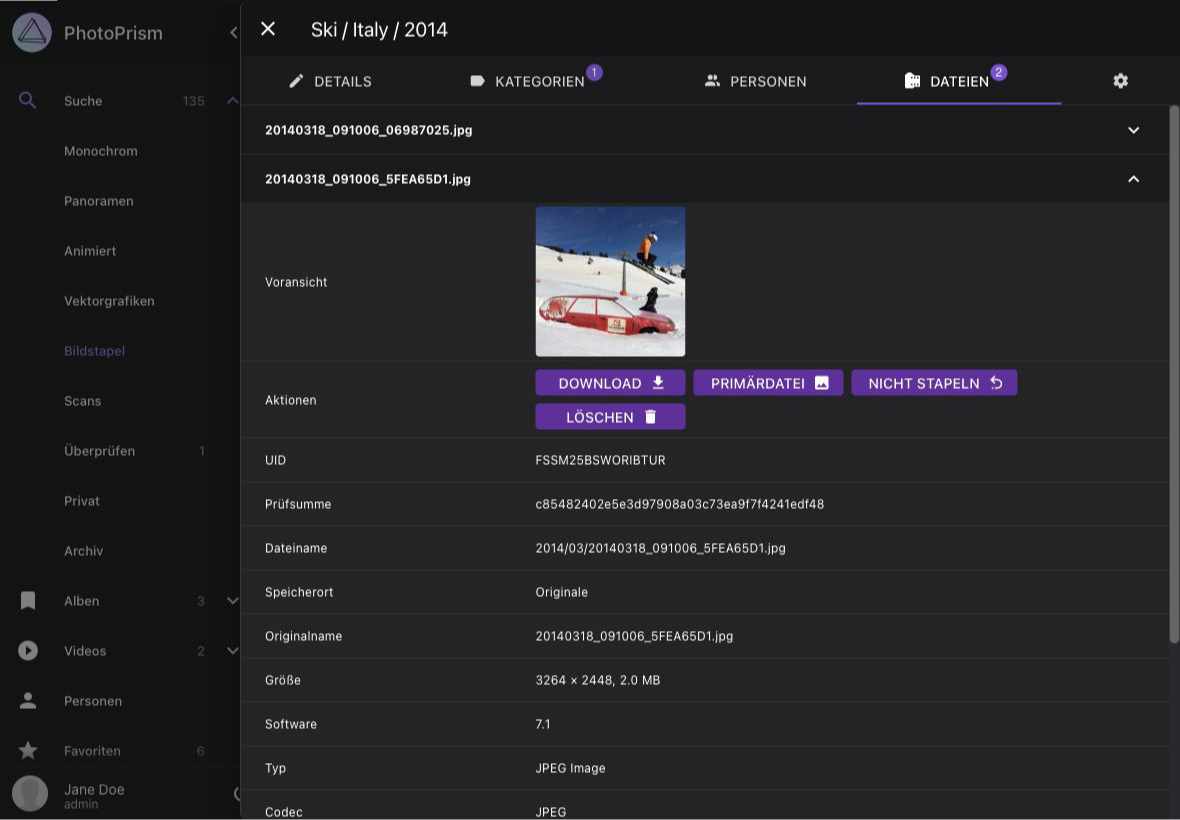 PhotoPrism
Suche 135
Monochrom
Panoramen
Animiert
Vektorgrafiken
Bildstapel
Scans
Überprüfen 1
Privat
Archiv
Alben 3
Videos 2
Personen
Favoriten 6
Jane Doe
admin
Ski / Italy / 2014
DETAILS
KATEGORIEN 1
PERSONEN
DATEIEN 2
20140318_091006_06987025.jpg
20140318_091006_5FEA65D1.jpg
Voransicht
Aktionen
DOWNLOAD
PRIMÄRDATEI
NICHT STAPELN
LÖSCHEN
UID FSSM25BSWORIBTUR
Prüfsumme c85482402e5e3d97908a03c73ea9f7f4241edf48
Dateiname 2014/03/20140318_091006_5FEA65D1.jpg
Speicherort Originale
Originalname 20140318_091006_5FEA65D1.jpg
Größe 3264 × 2448, 2.0 MB
Software 7.1
Typ JPEG Image
Codec JPEG